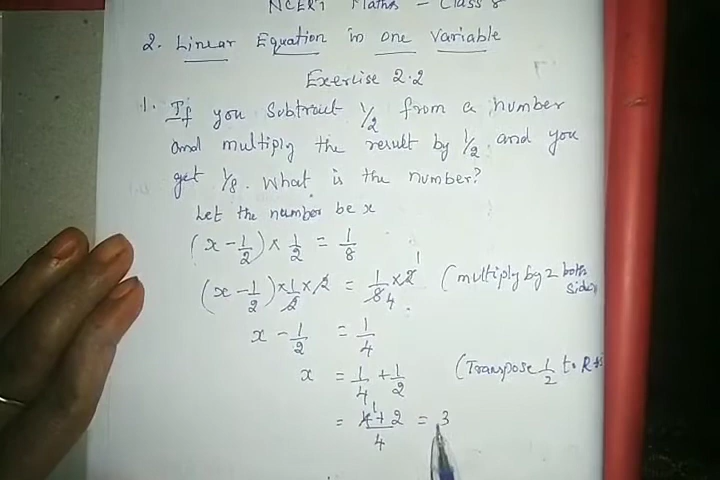 NCERT Maths - Class 8
2. Linear Equation in one Variable
Exercise 2.2
1. If you Subtract 1/2 from a number
and multiply the result by 1/2 and you
get 1/8. What is the number?
Let the number be x
(x - 1/2) × 1/2 = 1/8
(x - 1/2) × 1/2 × 2 = 1/8 4 × 2 1 (multiply by 2 both sides
x - 1/2 = 1/4
x = 1/4 + 1/2 (Transpose 1/2 to
= 1 + 2 / 4 = 3